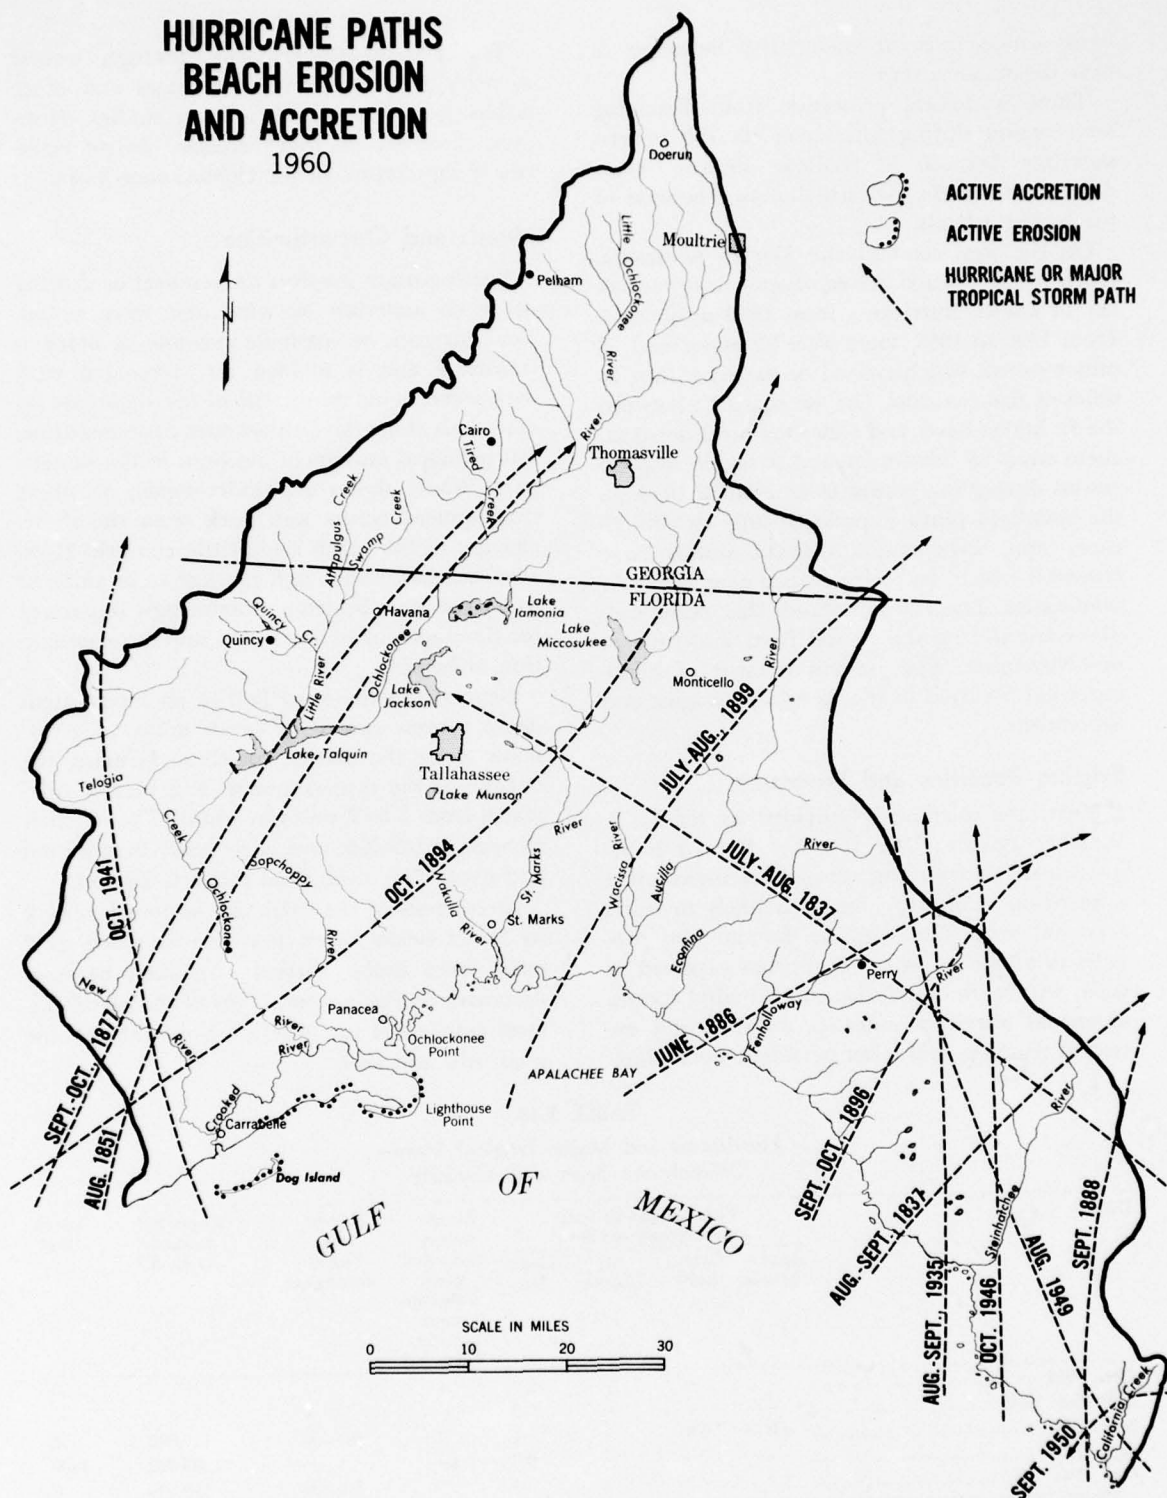 HURRICANE PATHS
BEACH EROSION
AND ACCRETION
1960
ACTIVE ACCRETION
ACTIVE EROSION
HURRICANE OR MAJOR
TROPICAL STORM PATH
N
Doerun
Moultrie
Pelham
Little Ochlockonee
River
River
Cairo
Tired
Creek
Thomasville
Attapulgus Creek
Swamp Creek
GEORGIA
FLORIDA
Quincy Cr.
Quincy
Havana
Lake
Iamonia
Lake
Miccosukee
Monticello
River
Ochlockonee
Little River
Lake
Jackson
Lake Talquin
Tallahassee
Lake Munson
Telogia
Creek
JULY-AUG., 1899
JULY-AUG. 1837
OCT. 1894
OCT. 1941
Ochlockonee
Sopchoppy
River
River
St. Marks
St. Marks
Wakulla
River
Wacissa
River
Aucilla
River
Econfina
Perry
River
Fenholloway
New
River
Panacea
River
River
Ochlockonee
Point
Crooked
Carrabelle
Lighthouse
Point
Dog Island
APALACHEE BAY
JUNE 1886
SEPT.-OCT., 1877
AUG. 1851
SEPT.-OCT. 1896
AUG.-SEPT., 1837
AUG.-SEPT., 1935
OCT. 1946
AUG. 1949
SEPT. 1888
SEPT. 1950
Steinhatchee
River
California Creek
GULF OF MEXICO
SCALE IN MILES
0 10 20 30